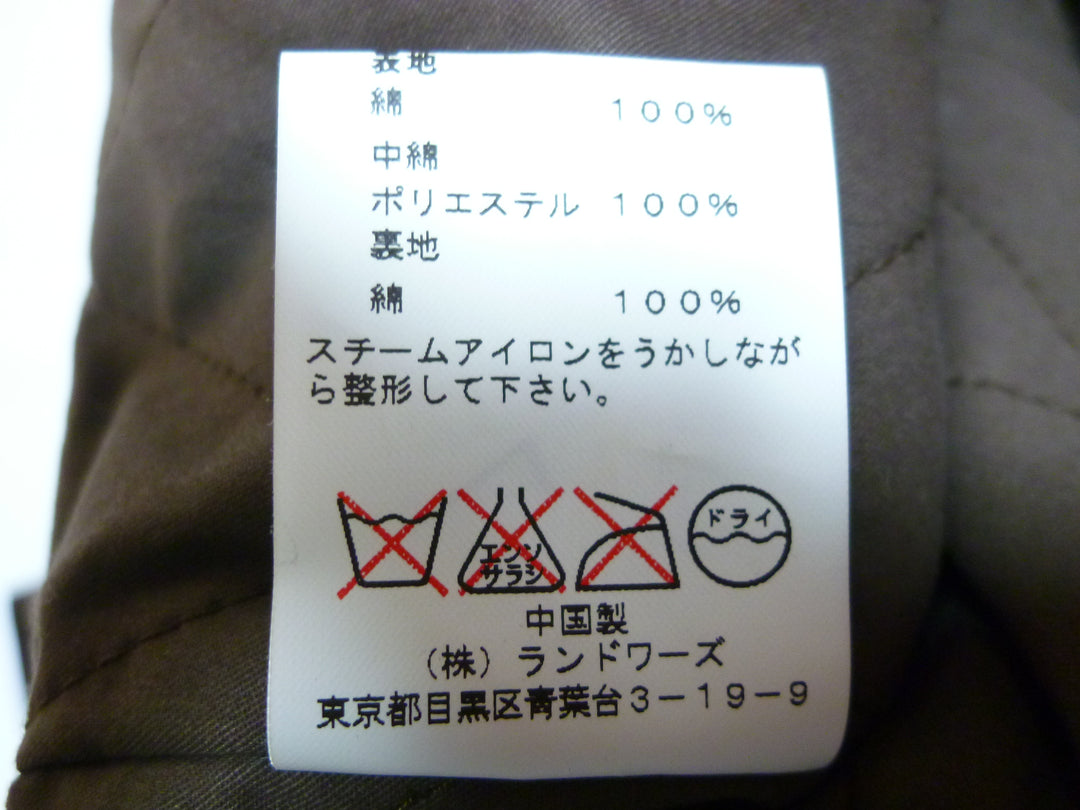 表地
綿 100%
中綿
ポリエステル 100%
裏地
綿 100%
スチームアイロンをうかしなが
ら整形して下さい。
エンソ
サラシ
ドライ
中国製
(株)ランドワーズ
東京都目黒区青葉台3-19-9